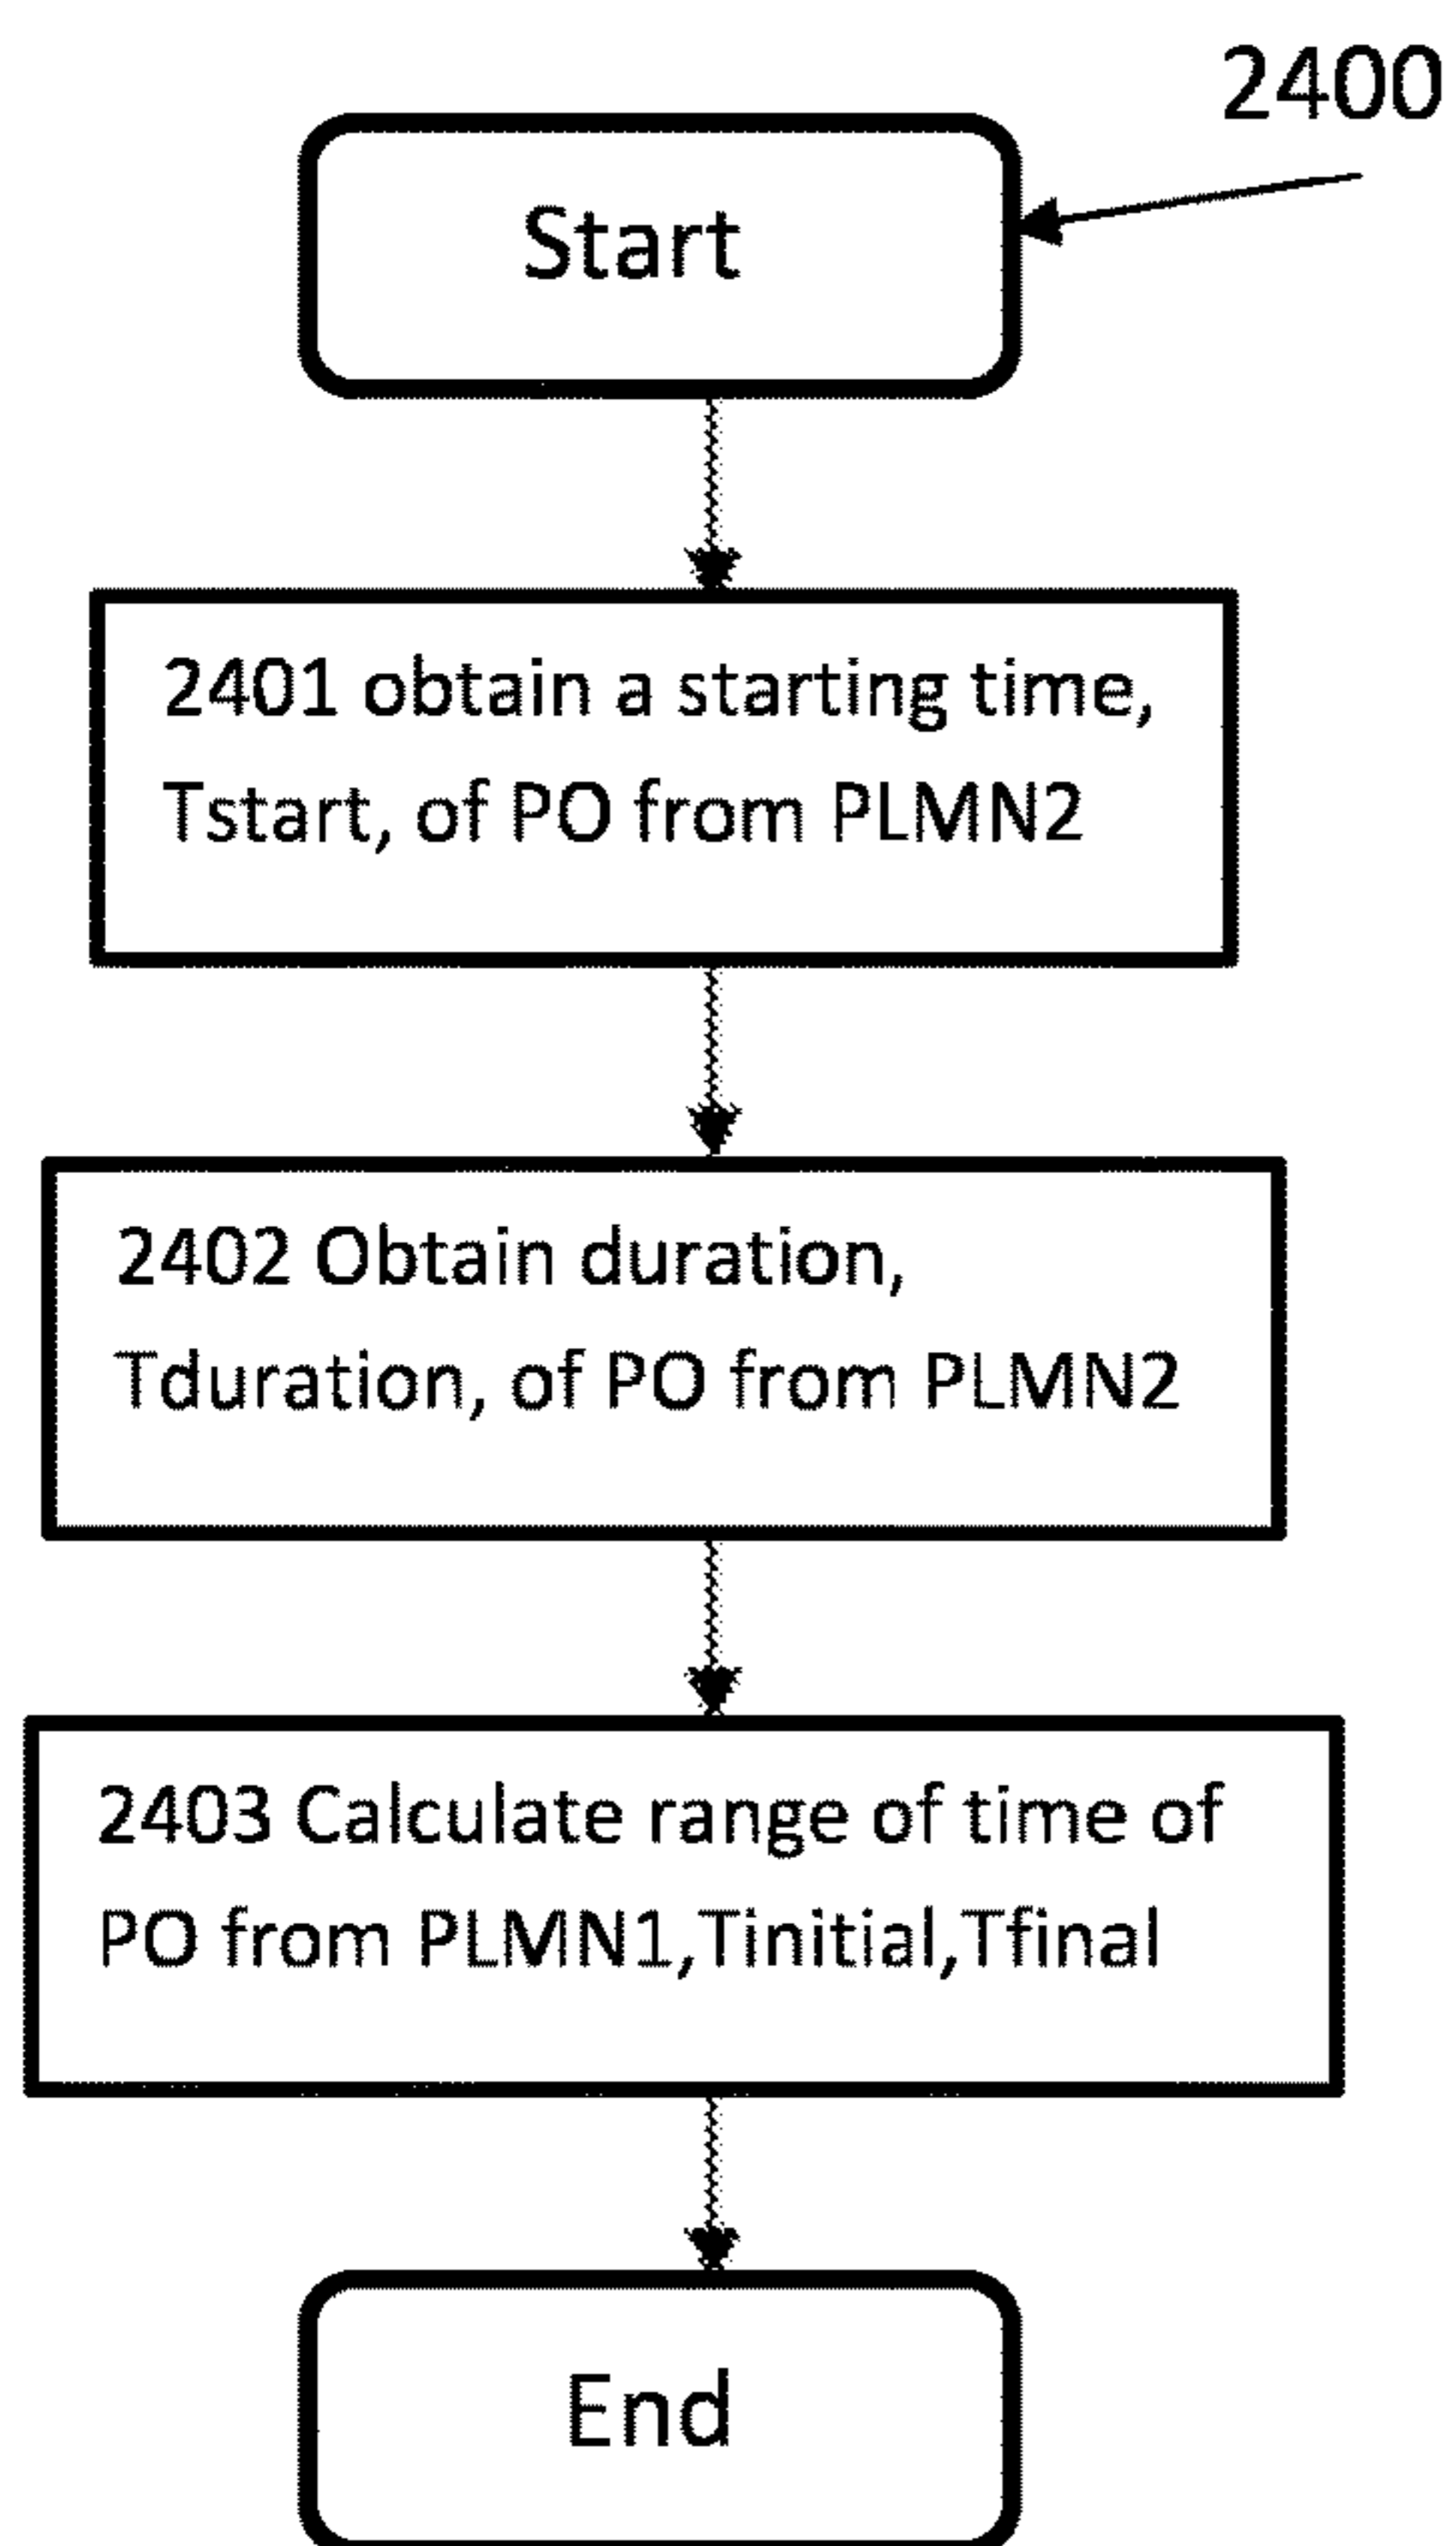 2400
Start
2401 obtain a starting time,
Tstart, of PO from PLMN2
2402 Obtain duration,
Tduration, of PO from PLMN2
2403 Calculate range of time of
PO from PLMN1,Tinitial,Tfinal
End